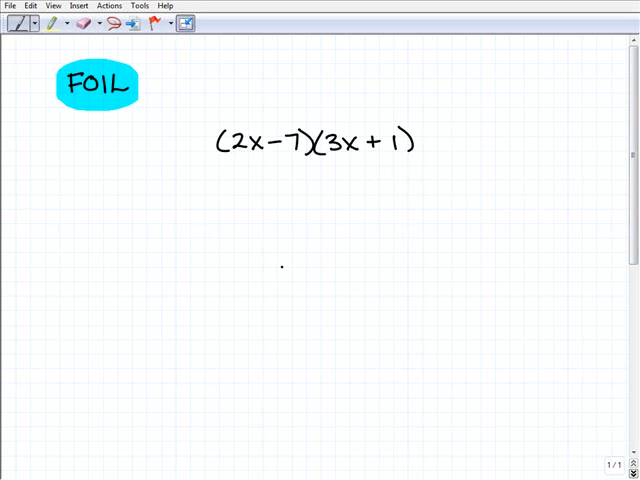 File Edit View Insert Actions Tools Help
FOIL
(2x-7)(3x+1)
1/1